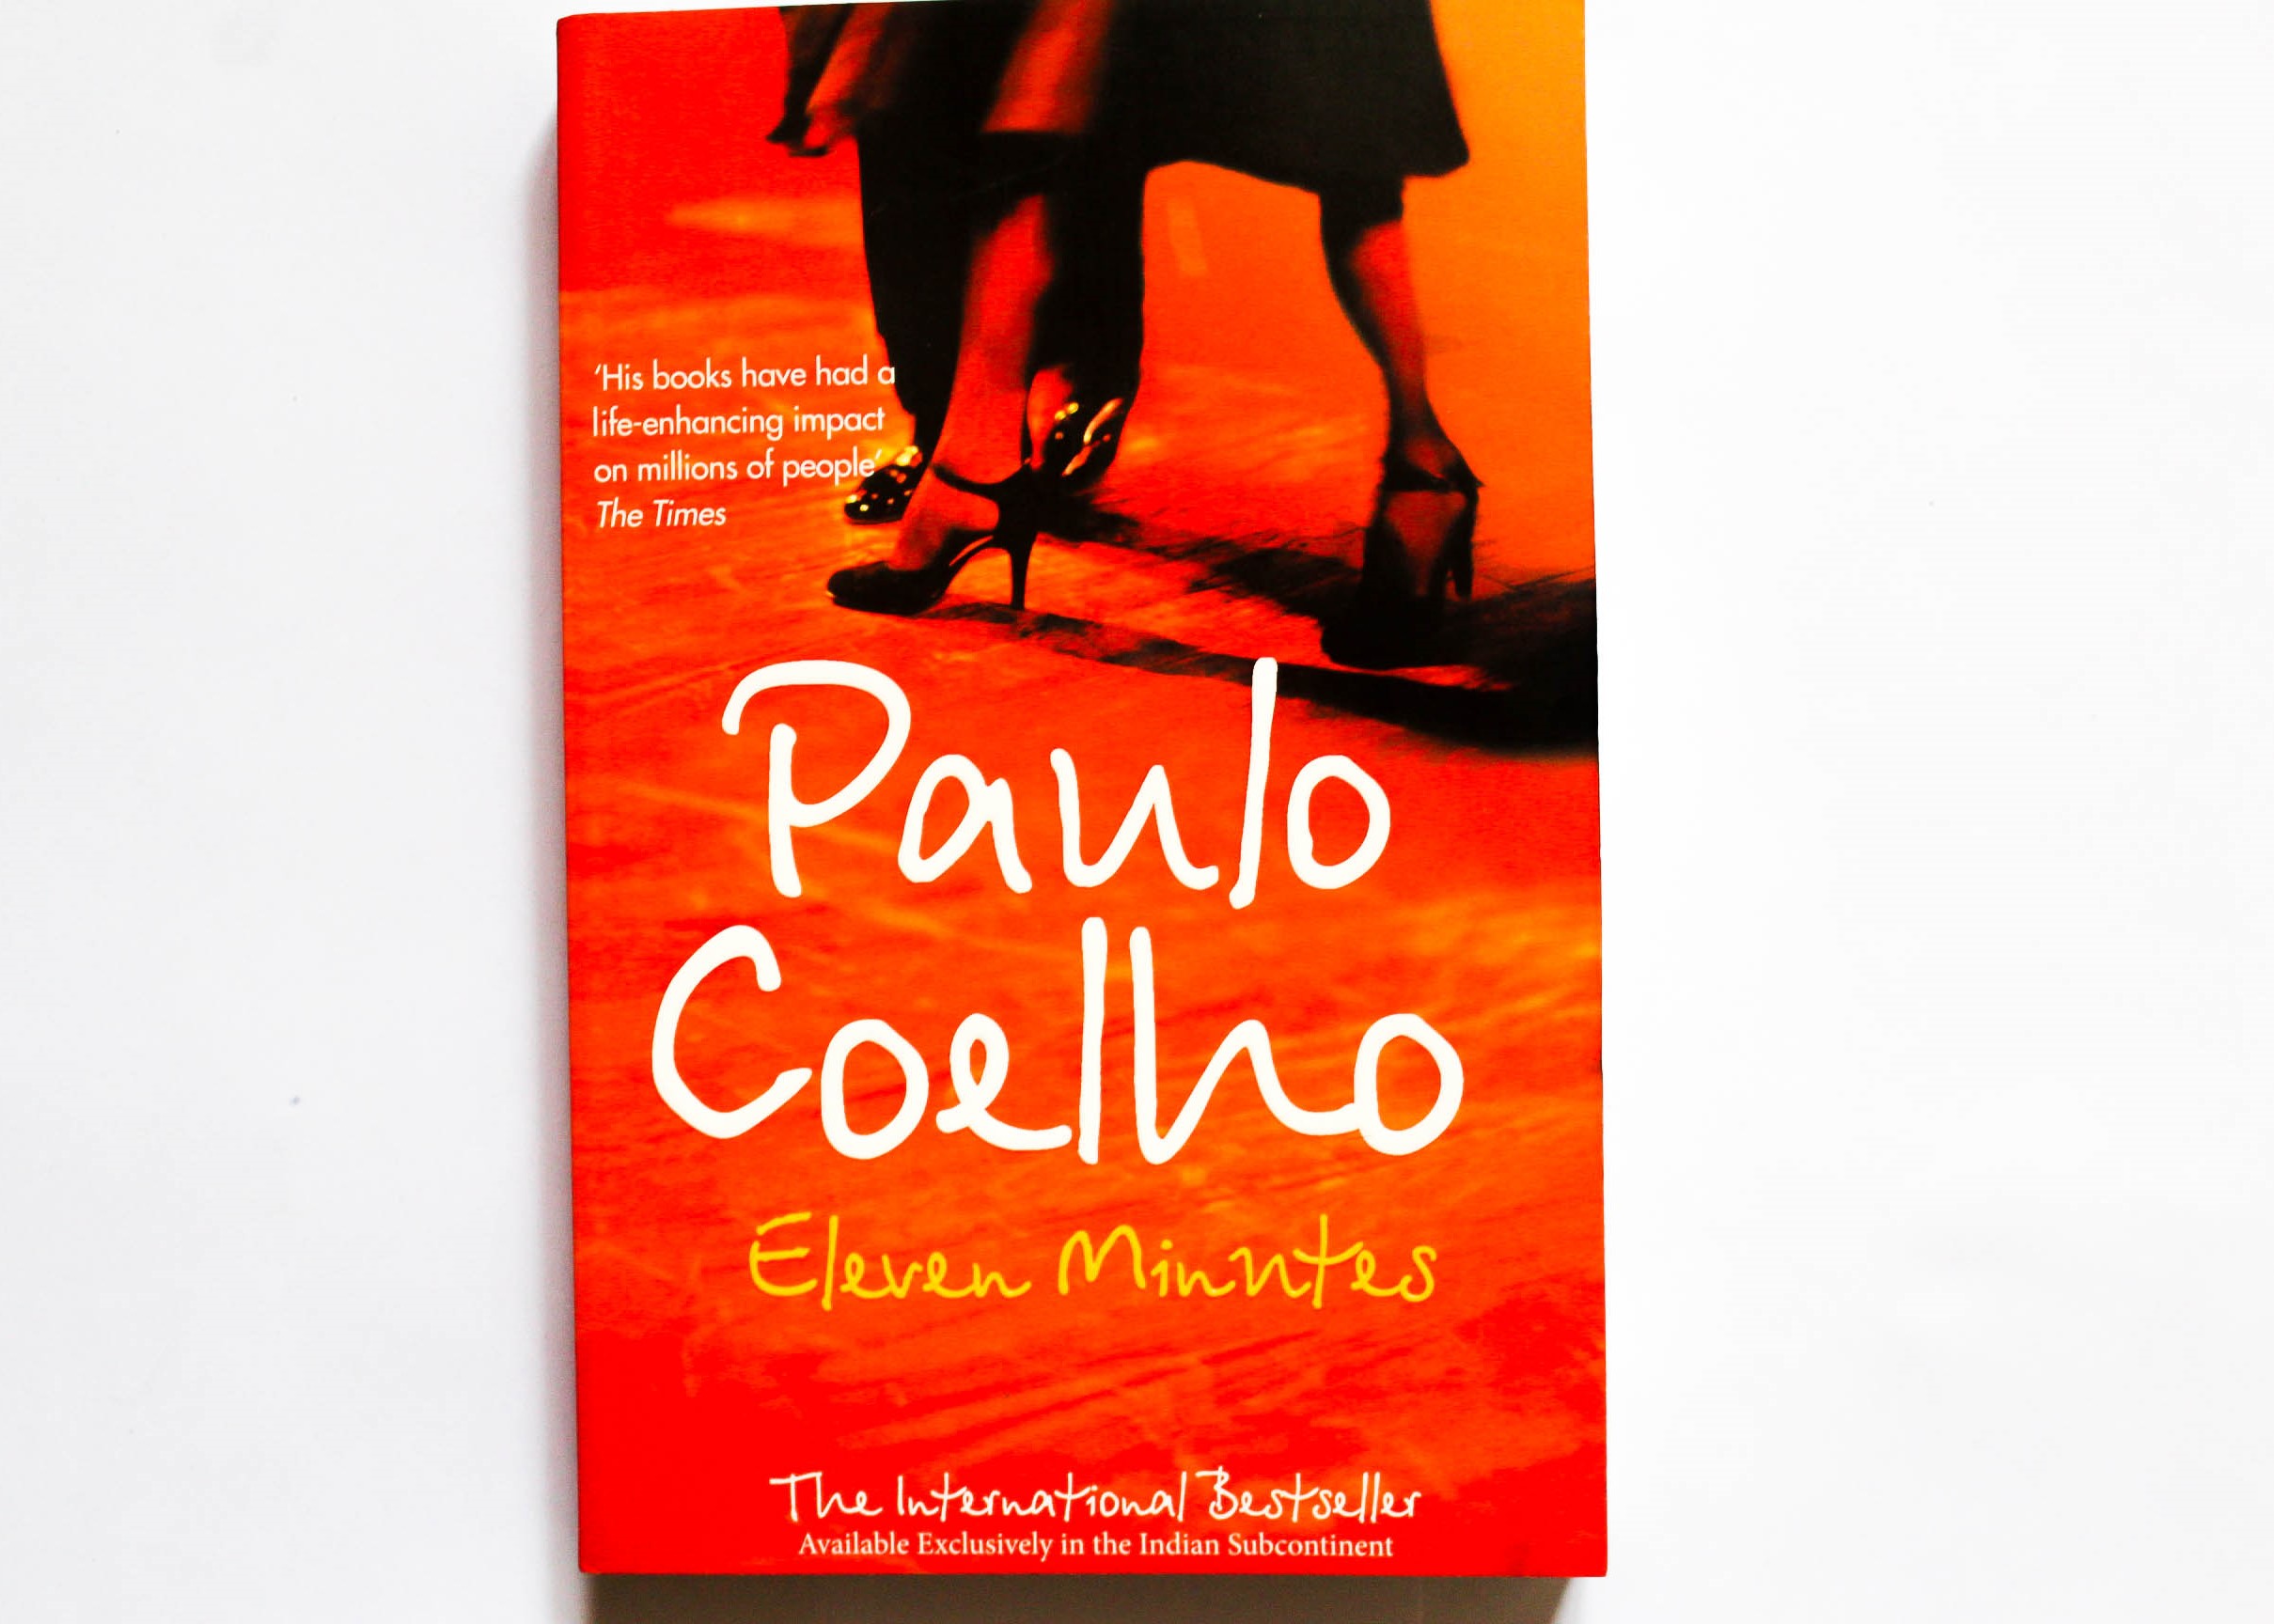 'His books have had a
life-enhancing impact
on millions of people'
The Times
Paulo
Coelho
Eleven Minutes
The International Bestseller
Available Exclusively in the Indian Subcontinent